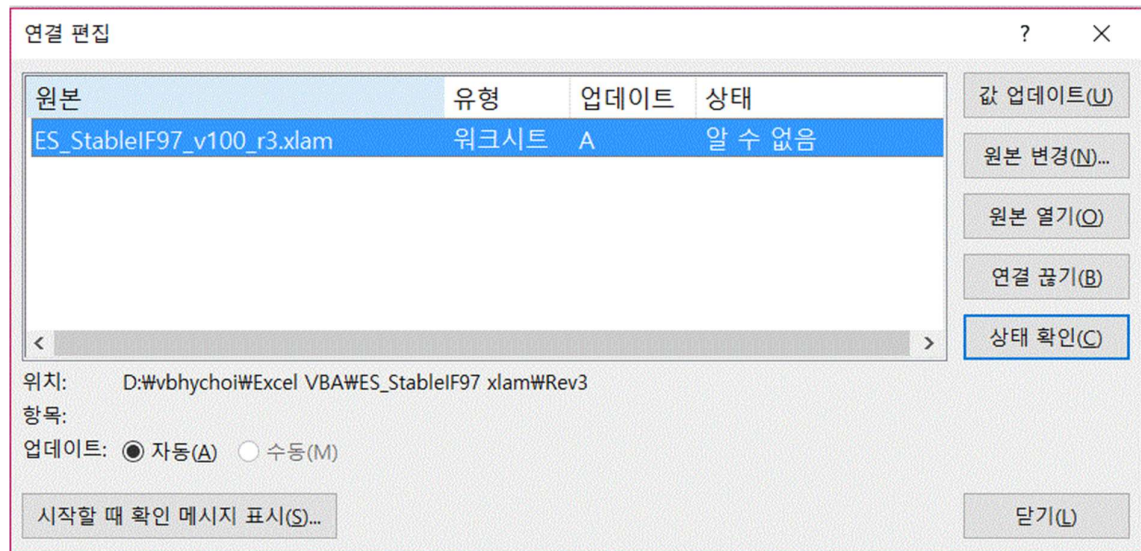 연결 편집 ? ×
원본 유형 업데이트 상태
ES_StableIF97_v100_r3.xlam 워크시트 A 알 수 없음
값 업데이트(U)
원본 변경(N)...
원본 열기(O)
연결 끊기(B)
상태 확인(C)
위치: D:₩vbhychoi₩Excel VBA₩ES_StableIF97 xlam₩Rev3
항목:
업데이트: 자동(A) 수동(M)
시작할 때 확인 메시지 표시(S)... 닫기(L)